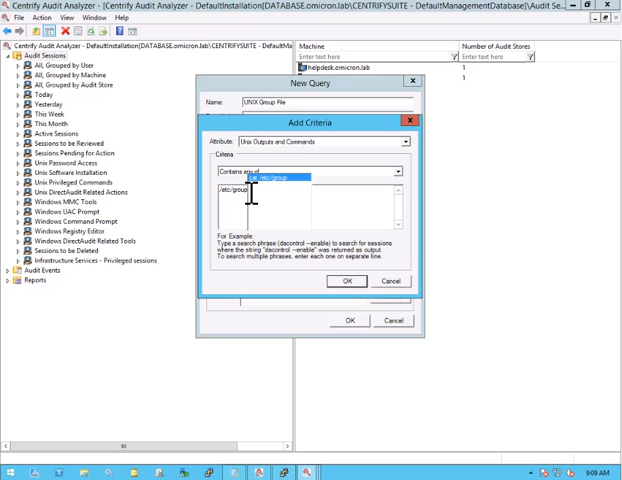 Centrify Audit Analyzer - [Centrify Audit Analyzer - DefaultInstallation[DATABASE.omicron.lab\CENTRIFYSUITE - DefaultManagementDatabase]\Audit Se...
File Action View Window Help
Centrify Audit Analyzer - DefaultInstallation[DATABASE.omicron.lab\CENTRIFYSUITE - DefaultMa
Audit Sessions
All, Grouped by User
All, Grouped by Machine
All, Grouped by Audit Store
Today
Yesterday
This Week
This Month
Active Sessions
Sessions to be Reviewed
Sessions Pending for Action
Unix Password Access
Unix Software Installation
Unix Privileged Commands
Unix DirectAudit Related Actions
Windows MMC Tools
Windows UAC Prompt
Windows Command Prompt
Windows Registry Editor
Windows DirectAudit Related Tools
Sessions to be Deleted
Infrastructure Services - Privileged sessions
Audit Events
Reports
Machine Number of Audit Stores
Enter text here Enter text here
helpdesk.omicron.lab 1
1
New Query
Name: UNIX Group File
Add Criteria
Attribute: Unix Outputs and Commands
Criteria
Contains any of
cat /etc/group
/etc/group
For Example:
Type a search phrase (dacontrol --enable) to search for sessions
where the string "dacontrol --enable" was returned as output.
To search multiple phrases, enter each one on separate line.
OK Cancel
OK Cancel
9:09 AM